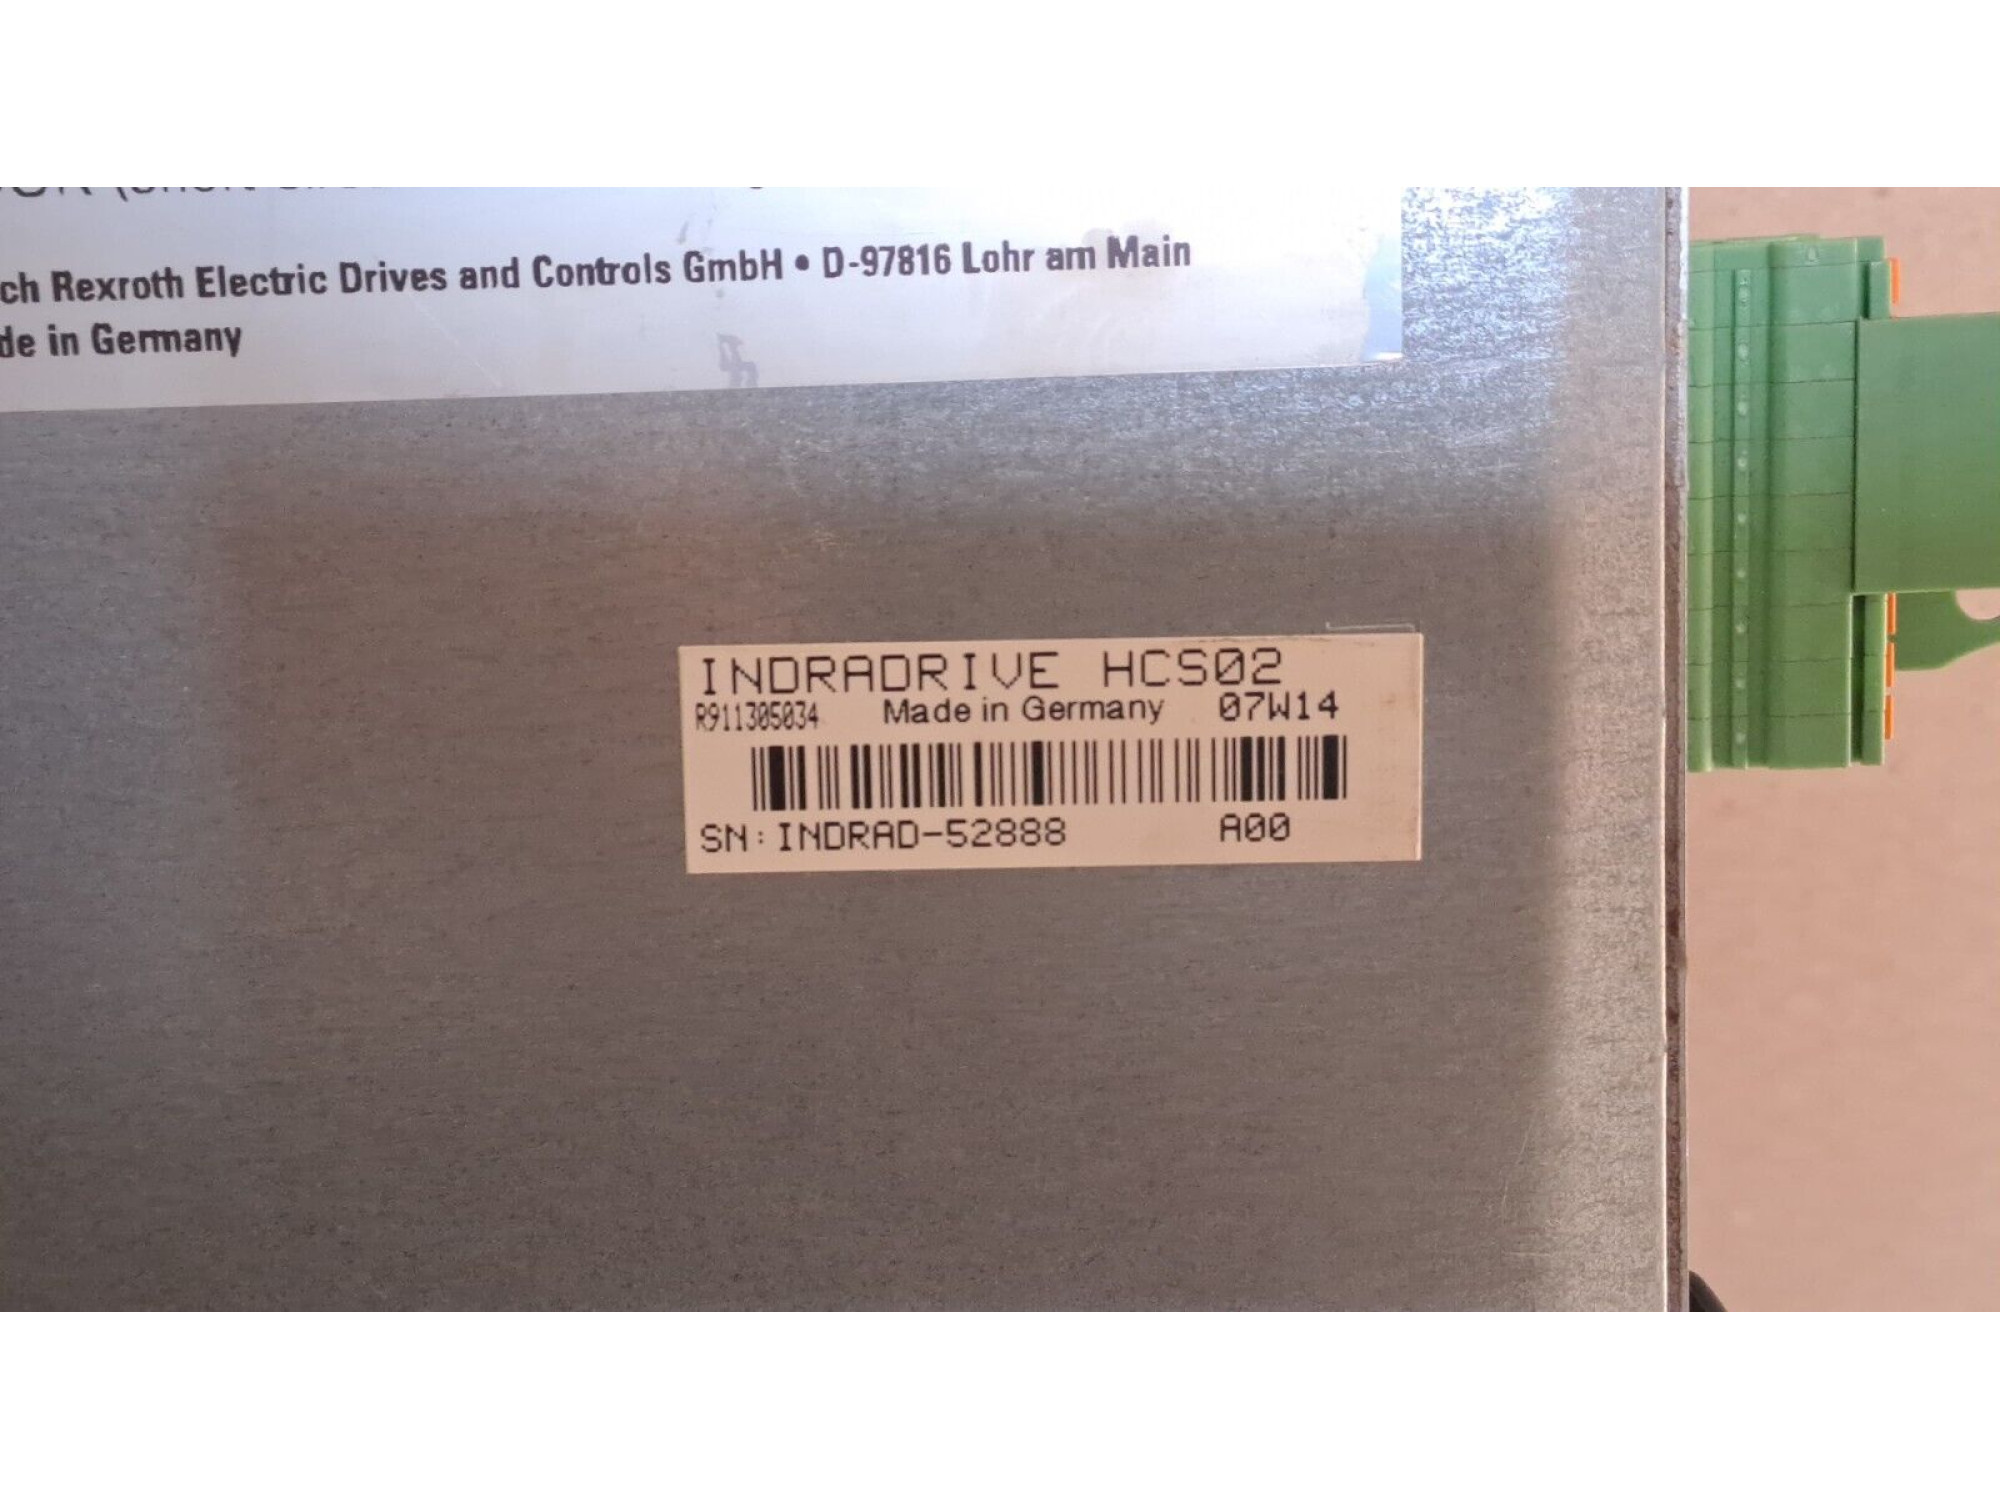 ch Rexroth Electric Drives and Controls GmbH • D-97816 Lohr am Main
de in Germany
INDRADRIVE HCS02
R911305034 Made in Germany 07W14
SN: INDRAD-52888 A00